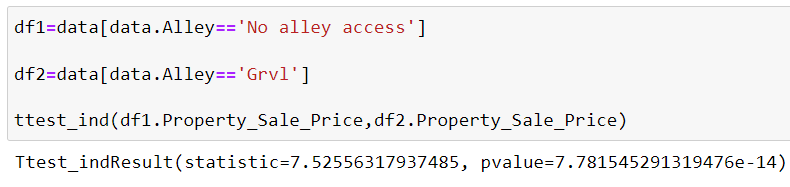 df1=data[data.Alley=='No alley access']
df2=data[data.Alley=='Grvl']
ttest_ind(df1.Property_Sale_Price,df2.Property_Sale_Price)
Ttest_indResult(statistic=7.52556317937485, pvalue=7.781545291319476e-14)